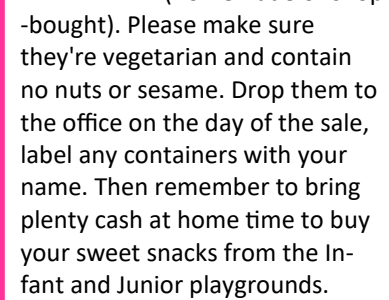 -bought). Please make sure
they're vegetarian and contain
no nuts or sesame. Drop them to
the office on the day of the sale,
label any containers with your
name. Then remember to bring
plenty cash at home time to buy
your sweet snacks from the In-
fant and Junior playgrounds.